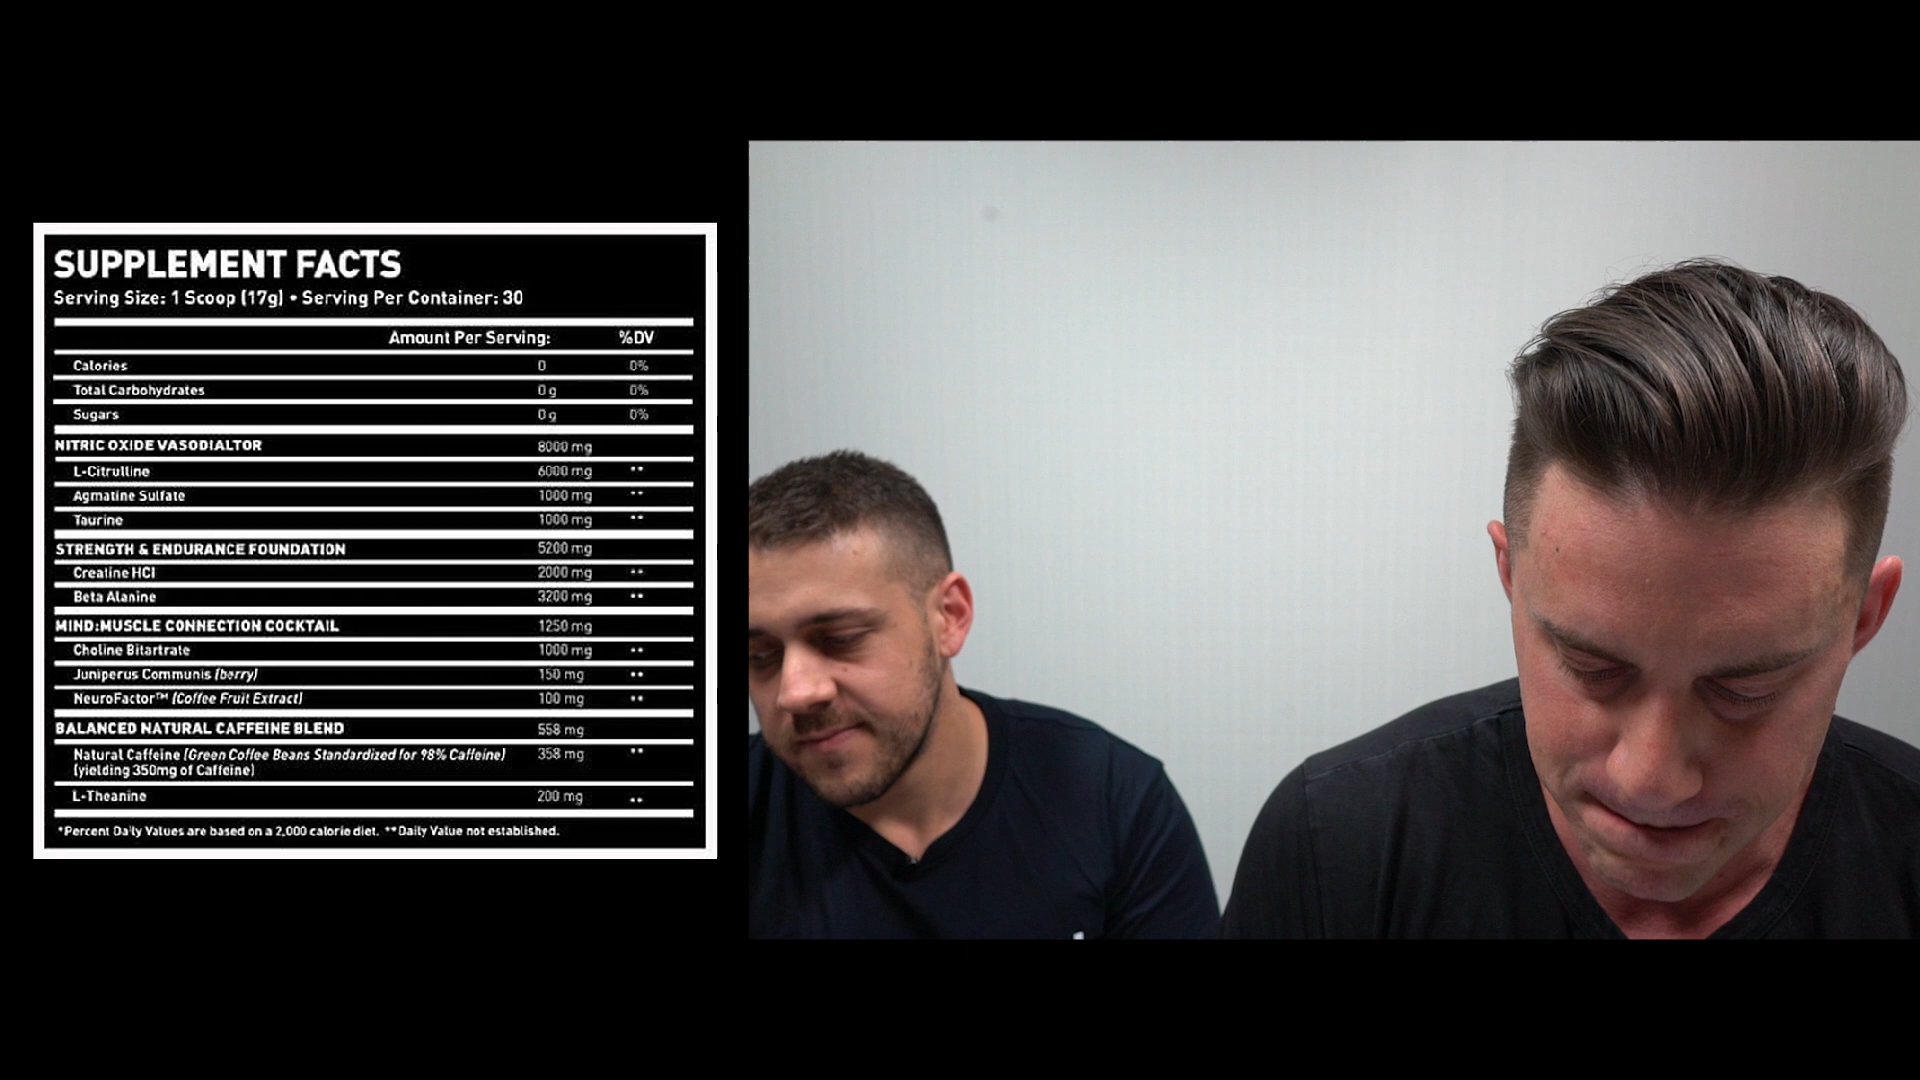 SUPPLEMENT FACTS
Serving Size: 1 Scoop (17g) • Serving Per Container: 30
Amount Per Serving: %DV
Calories 0 0%
Total Carbohydrates 0 g 0%
Sugars 0 g 0%
NITRIC OXIDE VASODIALTOR 8000 mg
L-Citrulline 6000 mg **
Agmatine Sulfate 1000 mg **
Taurine 1000 mg **
STRENGTH & ENDURANCE FOUNDATION 5200 mg
Creatine HCl 2000 mg **
Beta Alanine 3200 mg **
MIND:MUSCLE CONNECTION COCKTAIL 1250 mg
Choline Bitartrate 1000 mg **
Juniperus Communis (berry) 150 mg **
NeuroFactor™ (Coffee Fruit Extract) 100 mg **
BALANCED NATURAL CAFFEINE BLEND 558 mg
Natural Caffeine (Green Coffee Beans Standardized for 98% Caffeine) 358 mg **
(yielding 350mg of Caffeine)
L-Theanine 200 mg **
*Percent Daily Values are based on a 2,000 calorie diet. **Daily Value not established.